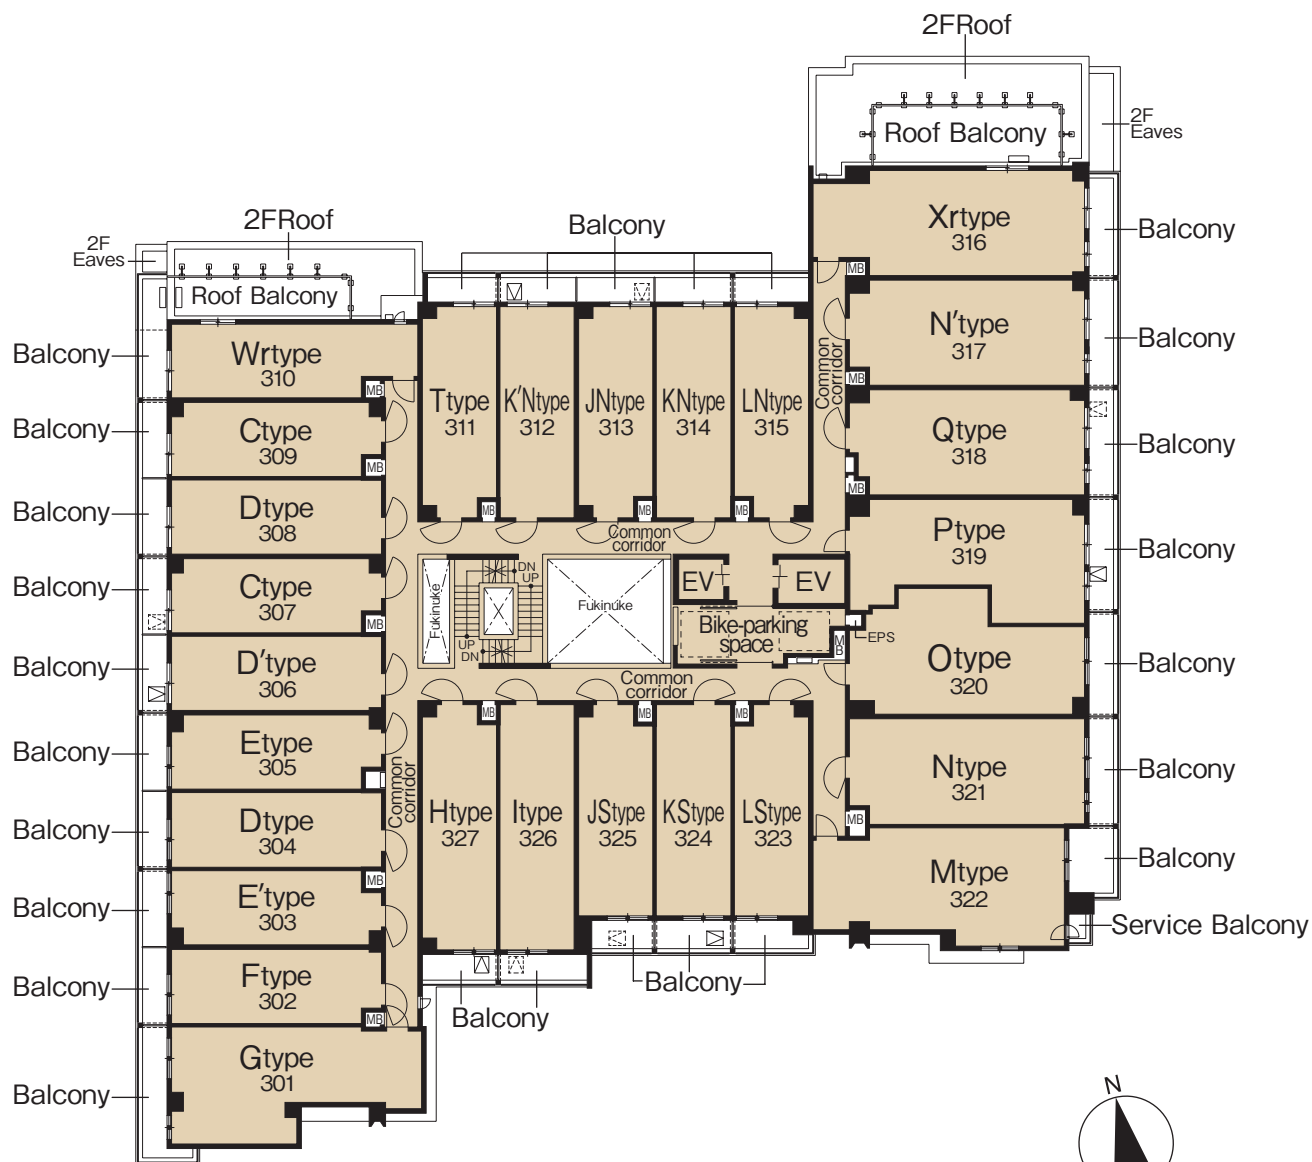 2FRoof
2F
Eaves
Roof Balcony
Xrtype
316
Balcony
2FRoof
Balcony
2F
Eaves
Roof Balcony
MB
N'type
317
Balcony
Common
corridor
MB
Balcony
Wrtype
310
MB
Ttype
311
K'Ntype
312
JNtype
313
KNtype
314
LNtype
315
Qtype
318
Balcony
MB
Balcony
Ctype
309
MB
MB
MB
MB
Balcony
Dtype
308
Common
corridor
Ptype
319
Balcony
Balcony
Ctype
307
MB
Fukinuke
DN
UP
UP
DN
Fukinuke
EV
EV
Bike-parking
space
MB
EPS
Balcony
D'type
306
Common
corridor
Otype
320
Balcony
Balcony
Etype
305
Common
corridor
MB
MB
MB
Ntype
321
Balcony
MB
Balcony
Dtype
304
Htype
327
Itype
326
JStype
325
KStype
324
LStype
323
Mtype
322
Balcony
MB
Balcony
E'type
303
Service Balcony
Balcony
Ftype
302
MB
Balcony
Balcony
Gtype
301
Balcony
N